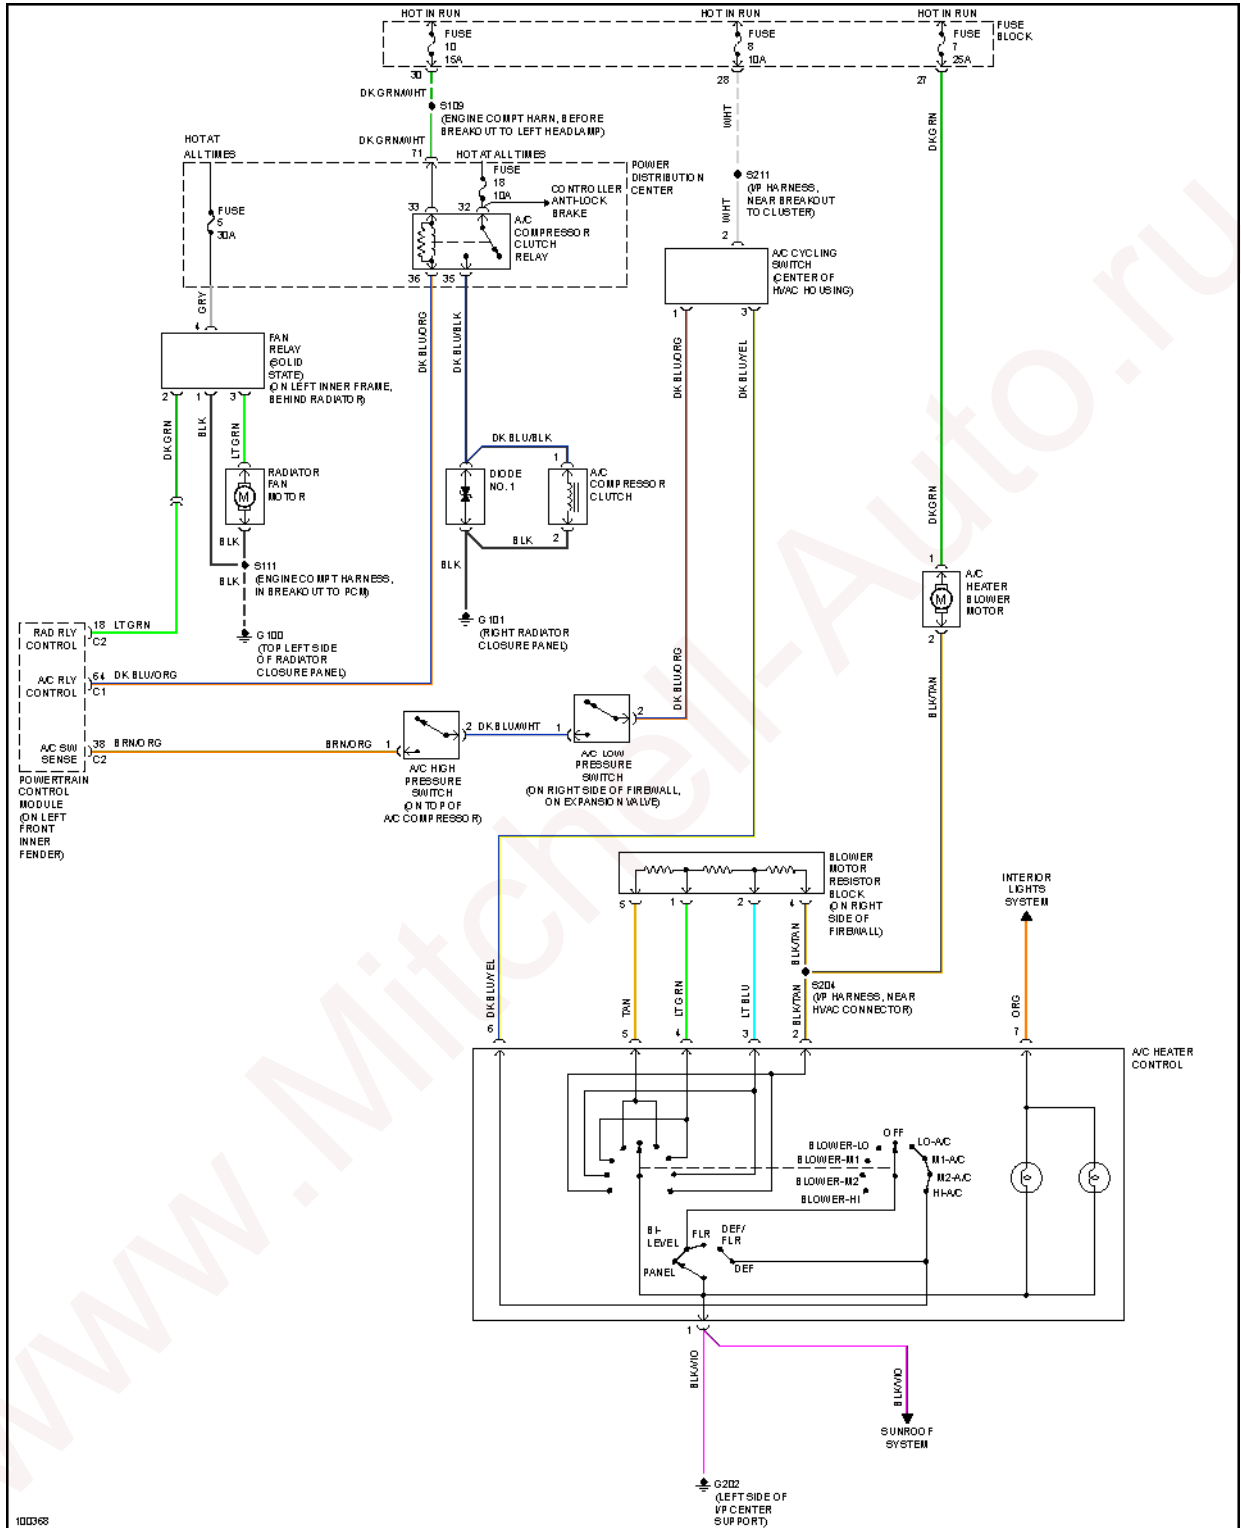 HOT IN RUN
HOT IN RUN
HOT IN RUN
FUSE
10
15A
FUSE
8
10A
FUSE
7
25A
FUSE
BLOCK
30
28
27
DK GRN/WHT
S109
(ENGINE COMPT HARN, BEFORE
BREAKOUT TO LEFT HEADLAMP)
WHT
DK GRN
DK GRN/WHT
71
HOT AT
ALL TIMES
HOT AT ALL TIMES
POWER
DISTRIBUTION
CENTER
FUSE
18
10A
CONTROLLER
ANTI-LOCK
BRAKE
S211
(I/P HARNESS,
NEAR BREAKOUT
TO CLUSTER)
FUSE
5
30A
33
32
A/C
COMPRESSOR
CLUTCH
RELAY
WHT
2
A/C CYCLING
SWITCH
(CENTER OF
HVAC HOUSING)
36
35
GRY
4
1
3
FAN
RELAY
(SOLID
STATE)
(ON LEFT INNER FRAME,
BEHIND RADIATOR)
DK BLU/ORG
DK BLU/BLK
DK BLU/ORG
DK BLU/YEL
2
1
3
DK GRN
BLK
LT GRN
DK BLU/BLK
1
RADIATOR
FAN
MOTOR
M
DIODE
NO. 1
A/C
COMPRESSOR
CLUTCH
DK GRN
BLK
BLK
2
S111
(ENGINE COMPT HARNESS,
IN BREAKOUT TO PCM)
BLK
BLK
1
A/C
HEATER
BLOWER
MOTOR
M
2
G101
(RIGHT RADIATOR
CLOSURE PANEL)
G100
(TOP LEFT SIDE
OF RADIATOR
CLOSURE PANEL)
RAD RLY
CONTROL
18
LT GRN
C2
A/C RLY
CONTROL
64
DK BLU/ORG
C1
DK BLU/ORG
BLK/TAN
A/C SW
SENSE
38
BRN/ORG
C2
BRN/ORG
1
2
DK BLU/WHT
1
2
POWERTRAIN
CONTROL
MODULE
(ON LEFT
FRONT
INNER
FENDER)
A/C HIGH
PRESSURE
SWITCH
(ON TOP OF
A/C COMPRESSOR)
A/C LOW
PRESSURE
SWITCH
(ON RIGHT SIDE OF FIREWALL,
ON EXPANSION VALVE)
BLOWER
MOTOR
RESISTOR
BLOCK
(ON RIGHT
SIDE OF
FIREWALL)
5
1
2
4
INTERIOR
LIGHTS
SYSTEM
BLK/TAN
S204
(I/P HARNESS, NEAR
HVAC CONNECTOR)
DK BLU/YEL
TAN
LT GRN
LT BLU
BLK/TAN
ORG
6
5
4
3
2
7
A/C HEATER
CONTROL
OFF
BLOWER-LO
BLOWER-M1
BLOWER-M2
BLOWER-HI
LO-A/C
M1-A/C
M2-A/C
HI-A/C
BI-
LEVEL
FLR
DEF/
FLR
PANEL
DEF
1
BLK/VIO
BLK/VIO
SUNROOF
SYSTEM
G202
(LEFT SIDE OF
I/P CENTER
SUPPORT)
100368
www.Mitchell-Auto.ru